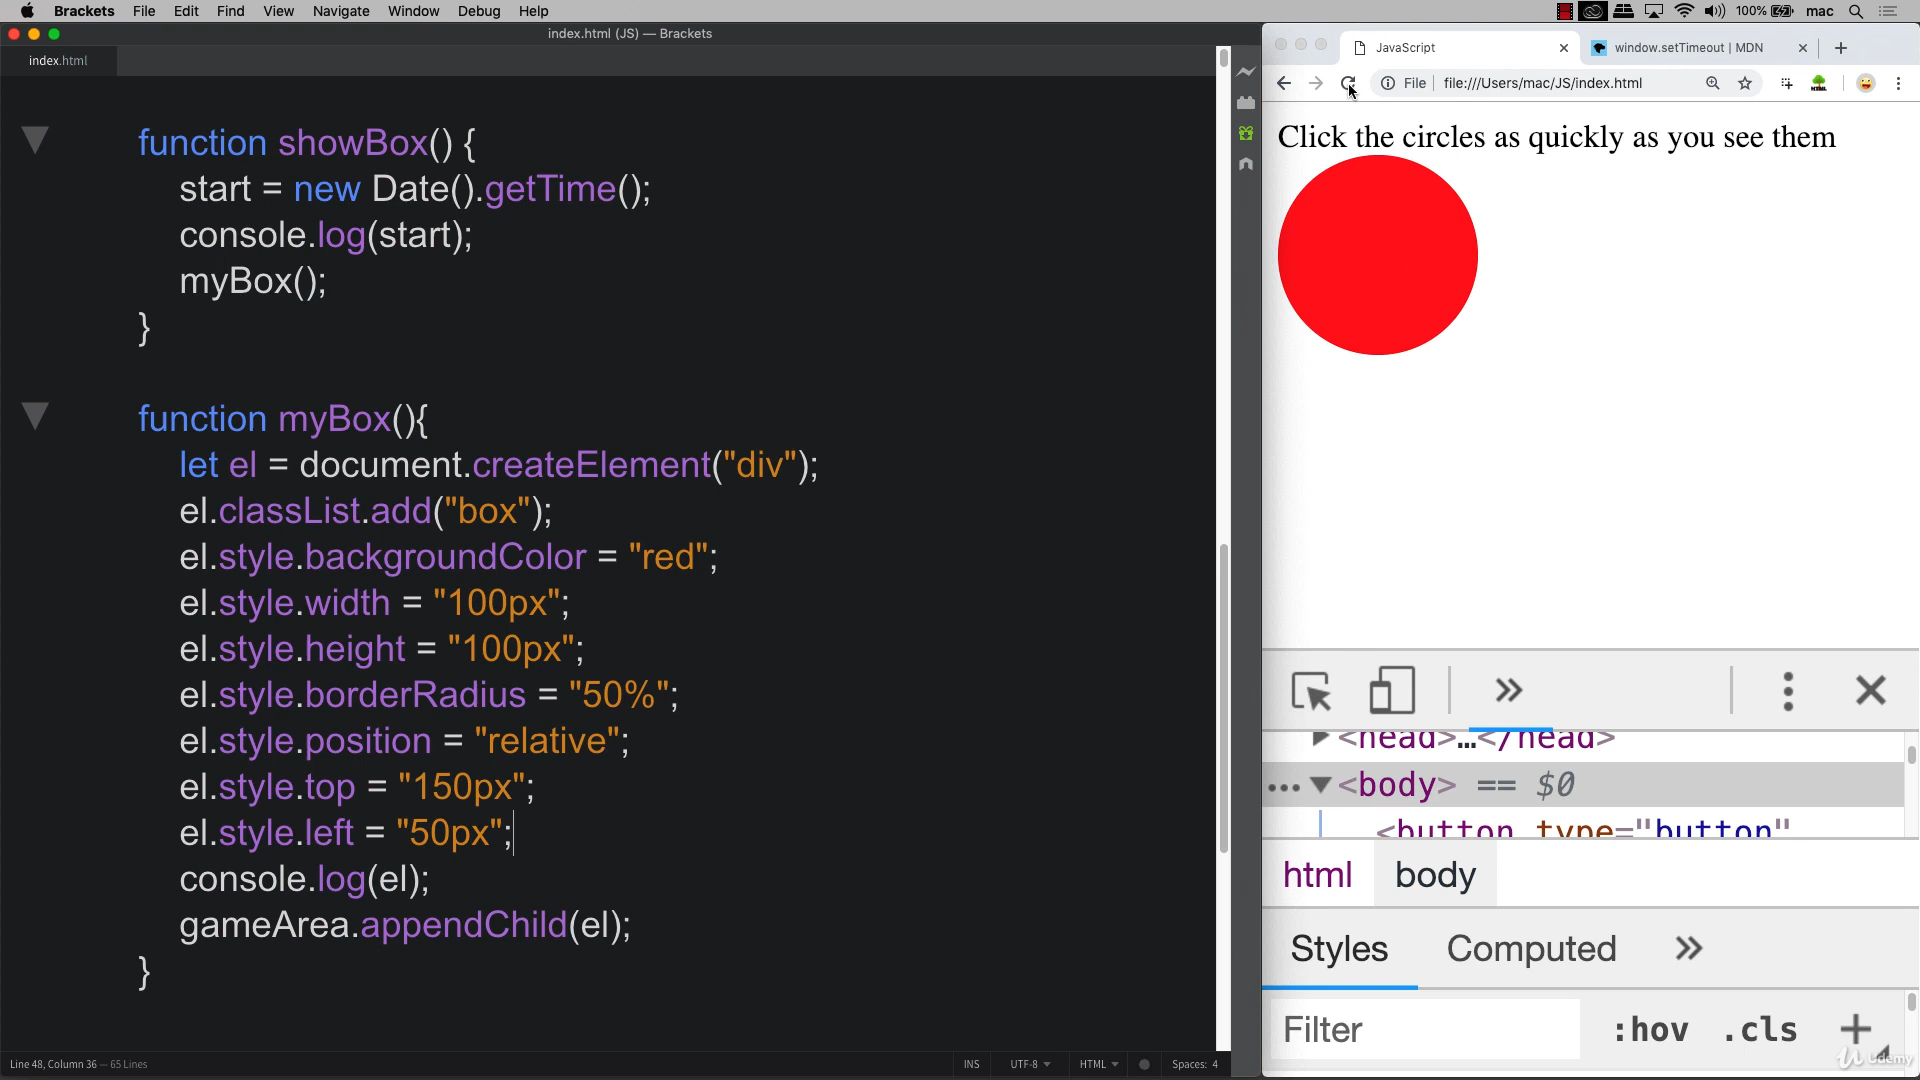 Brackets File Edit Find View Navigate Window Debug Help 100% mac
index.html (JS) — Brackets
index.html
function showBox() {
start = new Date().getTime();
console.log(start);
myBox();
}
function myBox(){
let el = document.createElement("div");
el.classList.add("box");
el.style.backgroundColor = "red";
el.style.width = "100px";
el.style.height = "100px";
el.style.borderRadius = "50%";
el.style.position = "relative";
el.style.top = "150px";
el.style.left = "50px";
console.log(el);
gameArea.appendChild(el);
}
Line 48, Column 36 — 65 Lines INS UTF-8 HTML Spaces: 4
JavaScript window.setTimeout | MDN
File file:///Users/mac/JS/index.html
Click the circles as quickly as you see them
<head>…</head>
<body> == $0
<button type="button"
html body
Styles Computed
Filter :hov .cls
Udemy